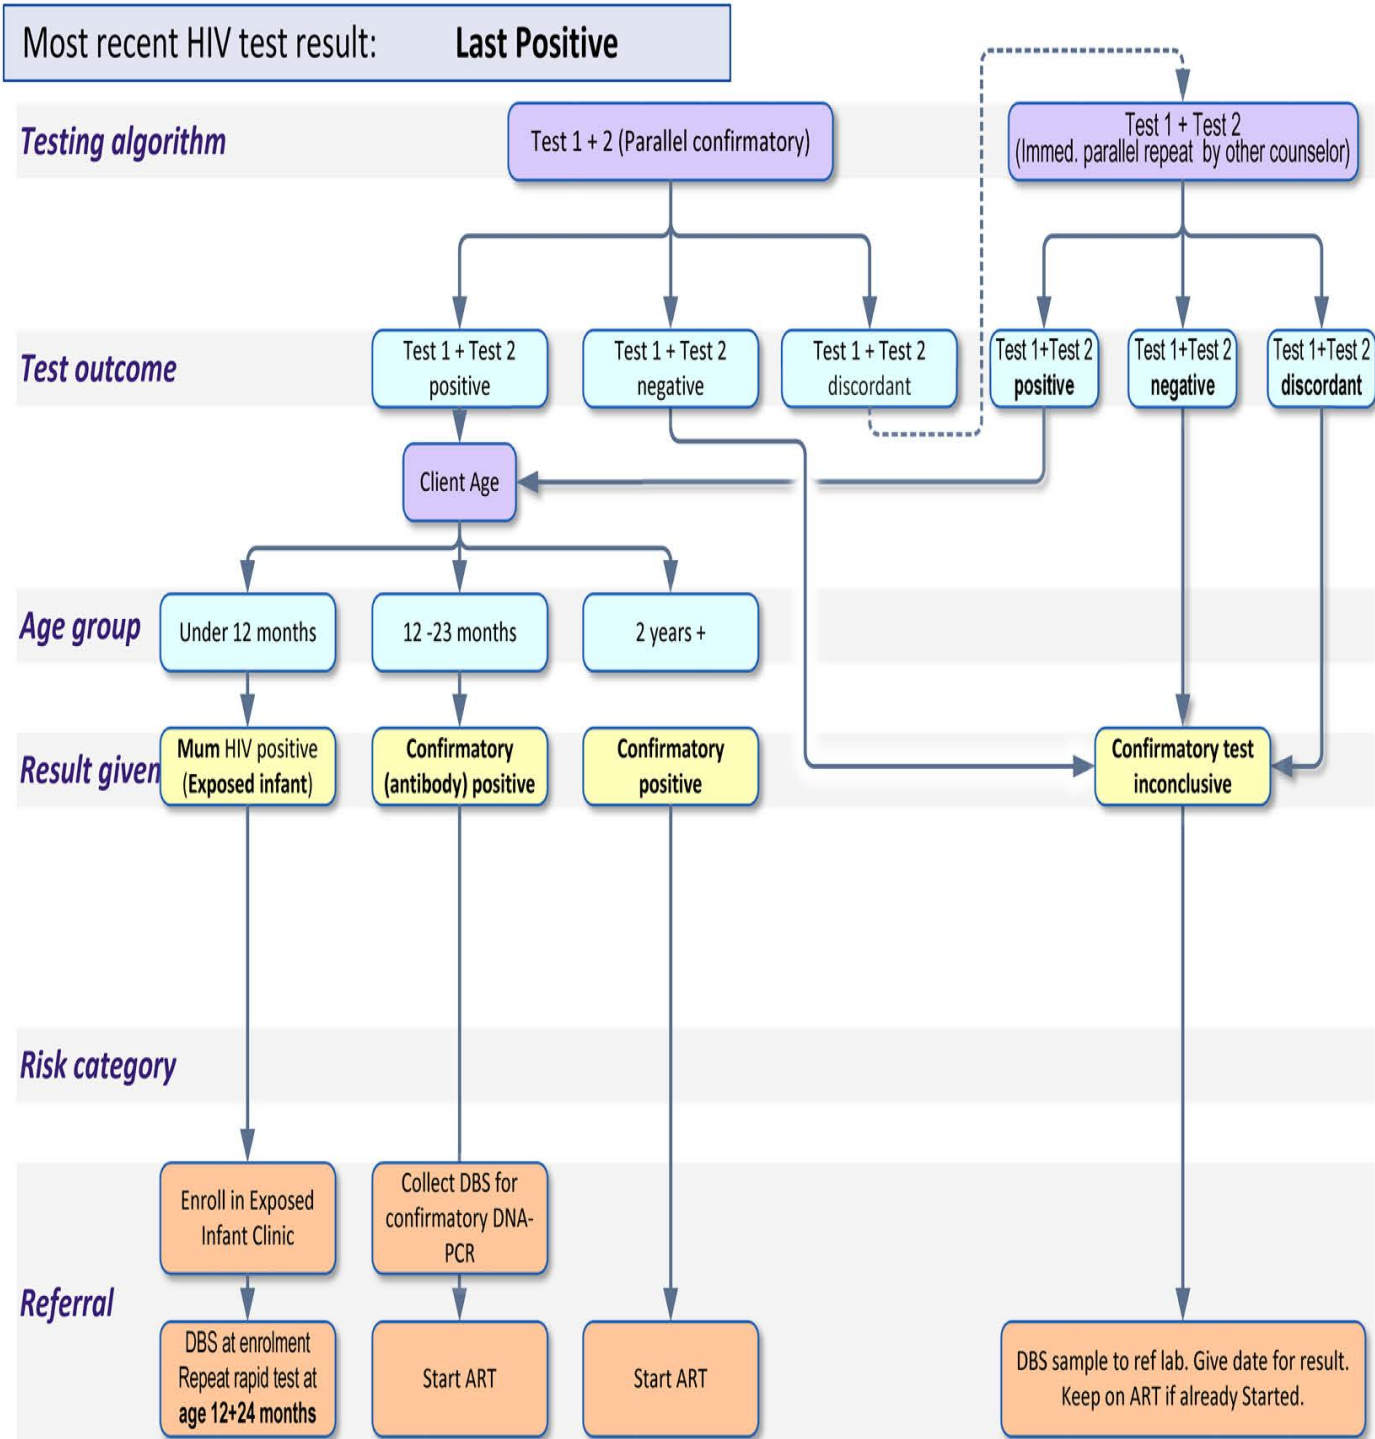 Most recent HIV test result: Last Positive
Testing algorithm
Test 1 + 2 (Parallel confirmatory)
Test 1 + Test 2
(Immed. parallel repeat by other counselor)
Test outcome
Test 1 + Test 2
positive
Test 1 + Test 2
negative
Test 1 + Test 2
discordant
Test 1+Test 2
positive
Test 1+Test 2
negative
Test 1+Test 2
discordant
Client Age
Age group
Under 12 months
12 -23 months
2 years +
Result given
Mum HIV positive
(Exposed infant)
Confirmatory
(antibody) positive
Confirmatory
positive
Confirmatory test
inconclusive
Risk category
Referral
Enroll in Exposed
Infant Clinic
Collect DBS for
confirmatory DNA-
PCR
DBS at enrolment
Repeat rapid test at
age 12+24 months
Start ART
Start ART
DBS sample to ref lab. Give date for result.
Keep on ART if already Started.